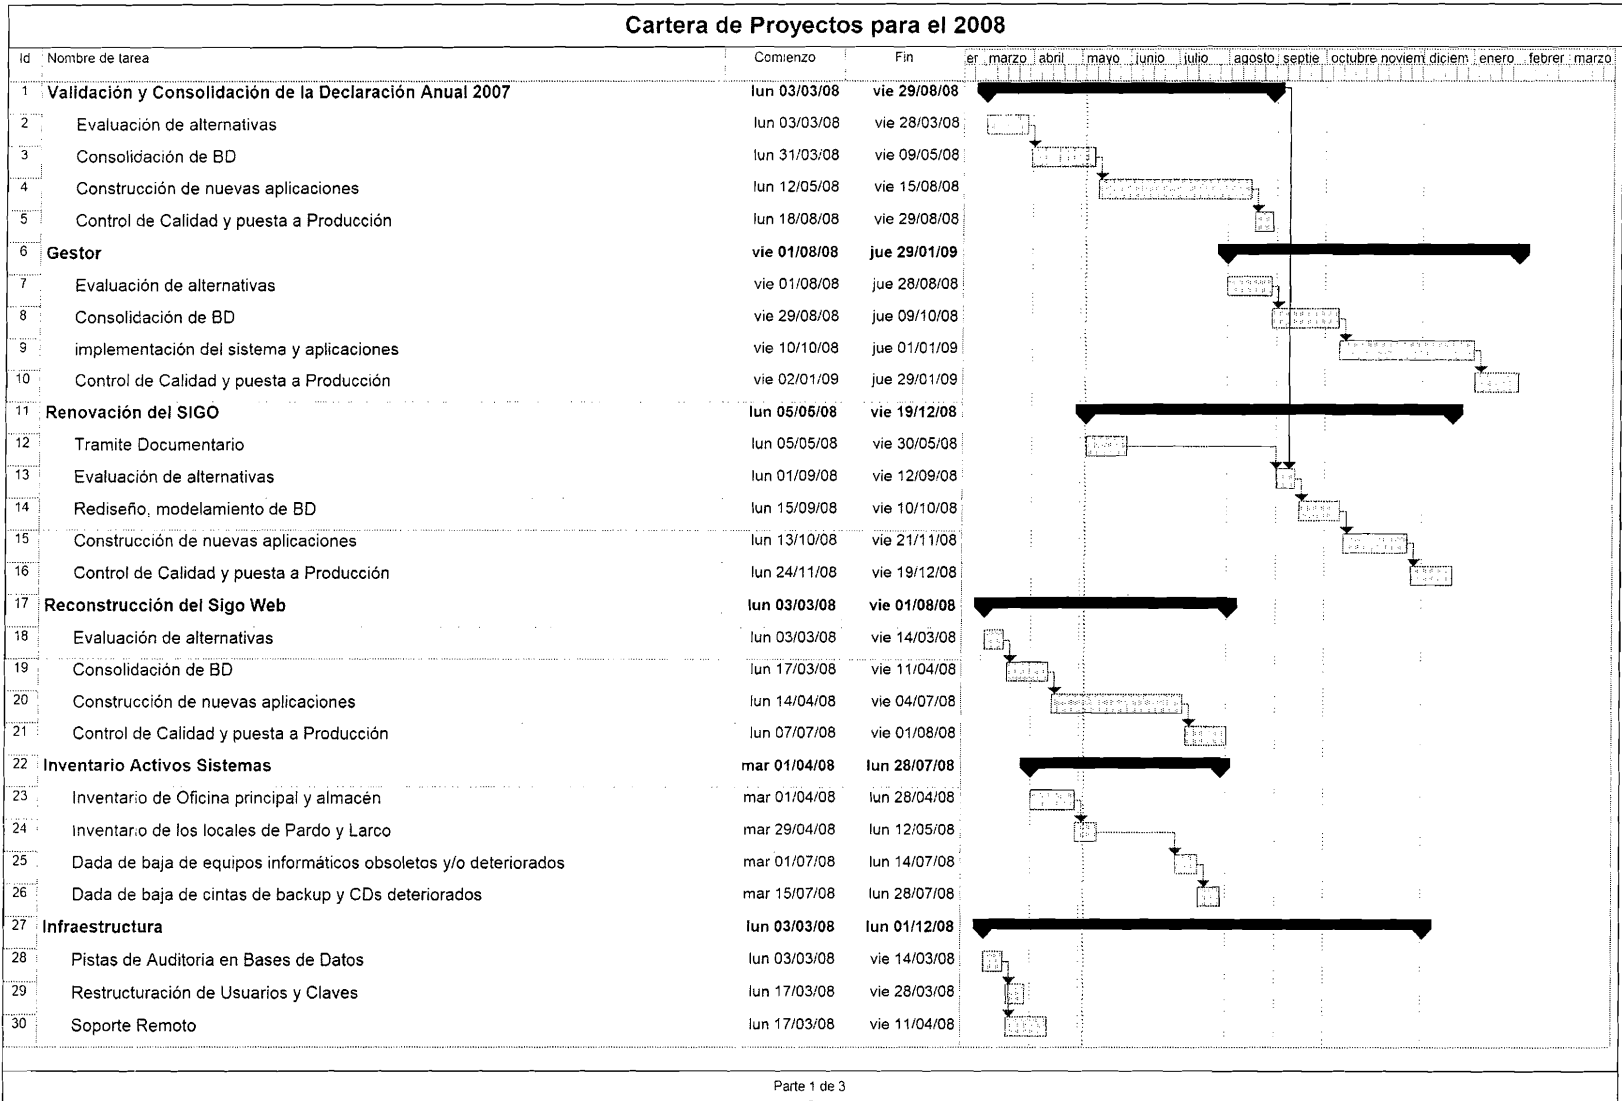 Cartera de Proyectos para el 2008
Id Nombre de tarea Comienzo Fin er marzo abril mayo junio julio agosto septie octubre noviem diciem enero febrer marzo
1 Validación y Consolidación de la Declaración Anual 2007 lun 03/03/08 vie 29/08/08
2 Evaluación de alternativas lun 03/03/08 vie 28/03/08
3 Consolidación de BD lun 31/03/08 vie 09/05/08
4 Construcción de nuevas aplicaciones lun 12/05/08 vie 15/08/08
5 Control de Calidad y puesta a Producción lun 18/08/08 vie 29/08/08
6 Gestor vie 01/08/08 jue 29/01/09
7 Evaluación de alternativas vie 01/08/08 jue 28/08/08
8 Consolidación de BD vie 29/08/08 jue 09/10/08
9 implementación del sistema y aplicaciones vie 10/10/08 jue 01/01/09
10 Control de Calidad y puesta a Producción vie 02/01/09 jue 29/01/09
11 Renovación del SIGO lun 05/05/08 vie 19/12/08
12 Tramite Documentario lun 05/05/08 vie 30/05/08
13 Evaluación de alternativas lun 01/09/08 vie 12/09/08
14 Rediseño, modelamiento de BD lun 15/09/08 vie 10/10/08
15 Construcción de nuevas aplicaciones lun 13/10/08 vie 21/11/08
16 Control de Calidad y puesta a Producción lun 24/11/08 vie 19/12/08
17 Reconstrucción del Sigo Web lun 03/03/08 vie 01/08/08
18 Evaluación de alternativas lun 03/03/08 vie 14/03/08
19 Consolidación de BD lun 17/03/08 vie 11/04/08
20 Construcción de nuevas aplicaciones lun 14/04/08 vie 04/07/08
21 Control de Calidad y puesta a Producción lun 07/07/08 vie 01/08/08
22 Inventario Activos Sistemas mar 01/04/08 lun 28/07/08
23 Inventario de Oficina principal y almacén mar 01/04/08 lun 28/04/08
24 Inventario de los locales de Pardo y Larco mar 29/04/08 lun 12/05/08
25 Dada de baja de equipos informáticos obsoletos y/o deteriorados mar 01/07/08 lun 14/07/08
26 Dada de baja de cintas de backup y CDs deteriorados mar 15/07/08 lun 28/07/08
27 Infraestructura lun 03/03/08 lun 01/12/08
28 Pistas de Auditoria en Bases de Datos lun 03/03/08 vie 14/03/08
29 Restructuración de Usuarios y Claves lun 17/03/08 vie 28/03/08
30 Soporte Remoto lun 17/03/08 vie 11/04/08
Parte 1 de 3